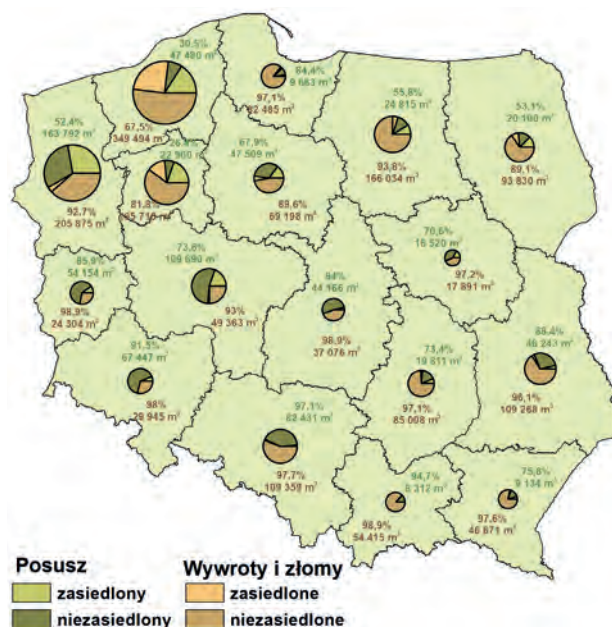 30,5%
47 480 m³
67,5%
349 494 m³
84,4%
9 683 m³
97,1%
55,8%
24 815 m³
93,8%
166 034 m³
53,1%
20 100 m³
89,1%
93 830 m³
52,4%
163 792 m³
92,7%
205 875 m³
81,8%
67,9%
47 509 m³
89,6%
69 198 m³
70,6%
16 520 m³
97,2%
17 891 m³
85,9%
54 154 m³
98,9%
24 304 m³
73,8%
109 690 m³
93%
49 363 m³
84%
44 166 m³
98,9%
37 076 m³
73,4%
19 811 m³
97,1%
85 008 m³
88,4%
46 243 m³
96,1%
109 268 m³
91,5%
67 447 m³
98%
29 945 m³
97,1%
82 431 m³
97,7%
109 359 m³
94,7%
8 312 m³
98,9%
54 415 m³
75,8%
9 134 m³
97,6%
46 871 m³
Posusz
zasiedlony
niezasiedlony
Wywroty i złomy
zasiedlone
niezasiedlone